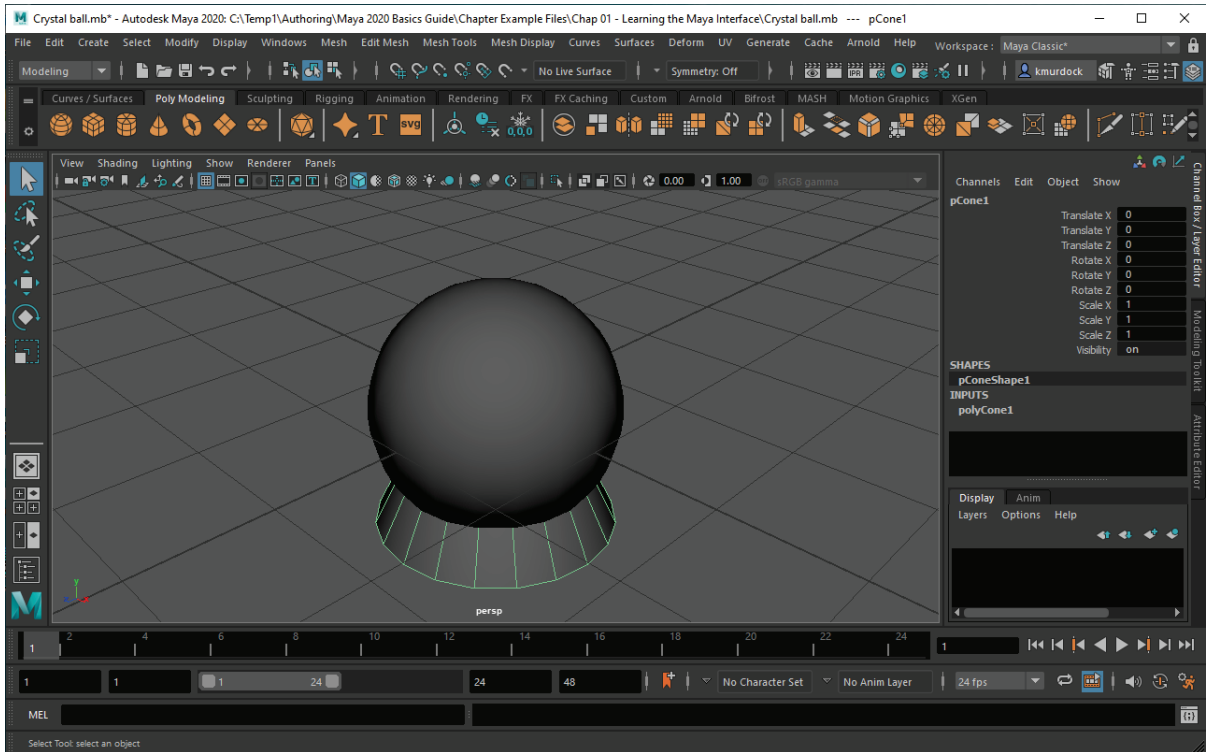 Crystal ball.mb* - Autodesk Maya 2020: C:\Temp1\Authoring\Maya 2020 Basics Guide\Chapter Example Files\Chap 01 - Learning the Maya Interface\Crystal ball.mb --- pCone1
File Edit Create Select Modify Display Windows Mesh Edit Mesh Mesh Tools Mesh Display Curves Surfaces Deform UV Generate Cache Arnold Help Workspace: Maya Classic*
Modeling No Live Surface Symmetry: Off IPR kmurdock
Curves / Surfaces Poly Modeling Sculpting Rigging Animation Rendering FX FX Caching Custom Arnold Bifrost MASH Motion Graphics XGen
T SVG 0,0,0
View Shading Lighting Show Renderer Panels
0.00 1.00 sRGB gamma
Channels Edit Object Show
pCone1
Translate X 0
Translate Y 0
Translate Z 0
Rotate X 0
Rotate Y 0
Rotate Z 0
Scale X 1
Scale Y 1
Scale Z 1
Visibility on
SHAPES
pConeShape1
INPUTS
polyCone1
Channel Box / Layer Editor
Modeling Toolkit
Attribute Editor
Display Anim
Layers Options Help
y
persp
1 2 4 6 8 10 12 14 16 18 20 22 24 1
1 1 1 24 24 48 No Character Set No Anim Layer 24 fps
MEL
Select Tool: select an object